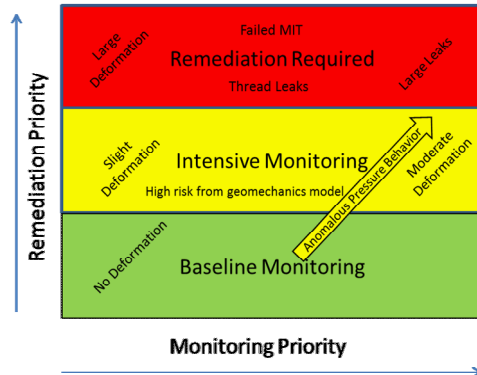 Remediation Priority
Large
Deformation
Failed MIT
Remediation Required
Thread Leaks
Large Leaks
Slight
Deformation
Intensive Monitoring
High risk from geomechanics model
Anomalous Pressure Behavior
Moderate
Deformation
No Deformation
Baseline Monitoring
Monitoring Priority